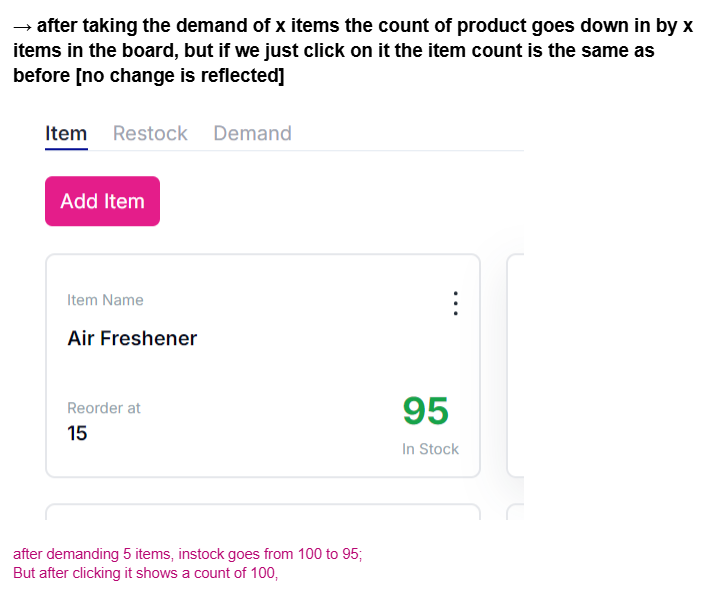 → after taking the demand of x items the count of product goes down in by x
items in the board, but if we just click on it the item count is the same as
before [no change is reflected]
Item Restock Demand
Add Item
Item Name
Air Freshener
Reorder at
15
95
In Stock
after demanding 5 items, instock goes from 100 to 95;
But after clicking it shows a count of 100,